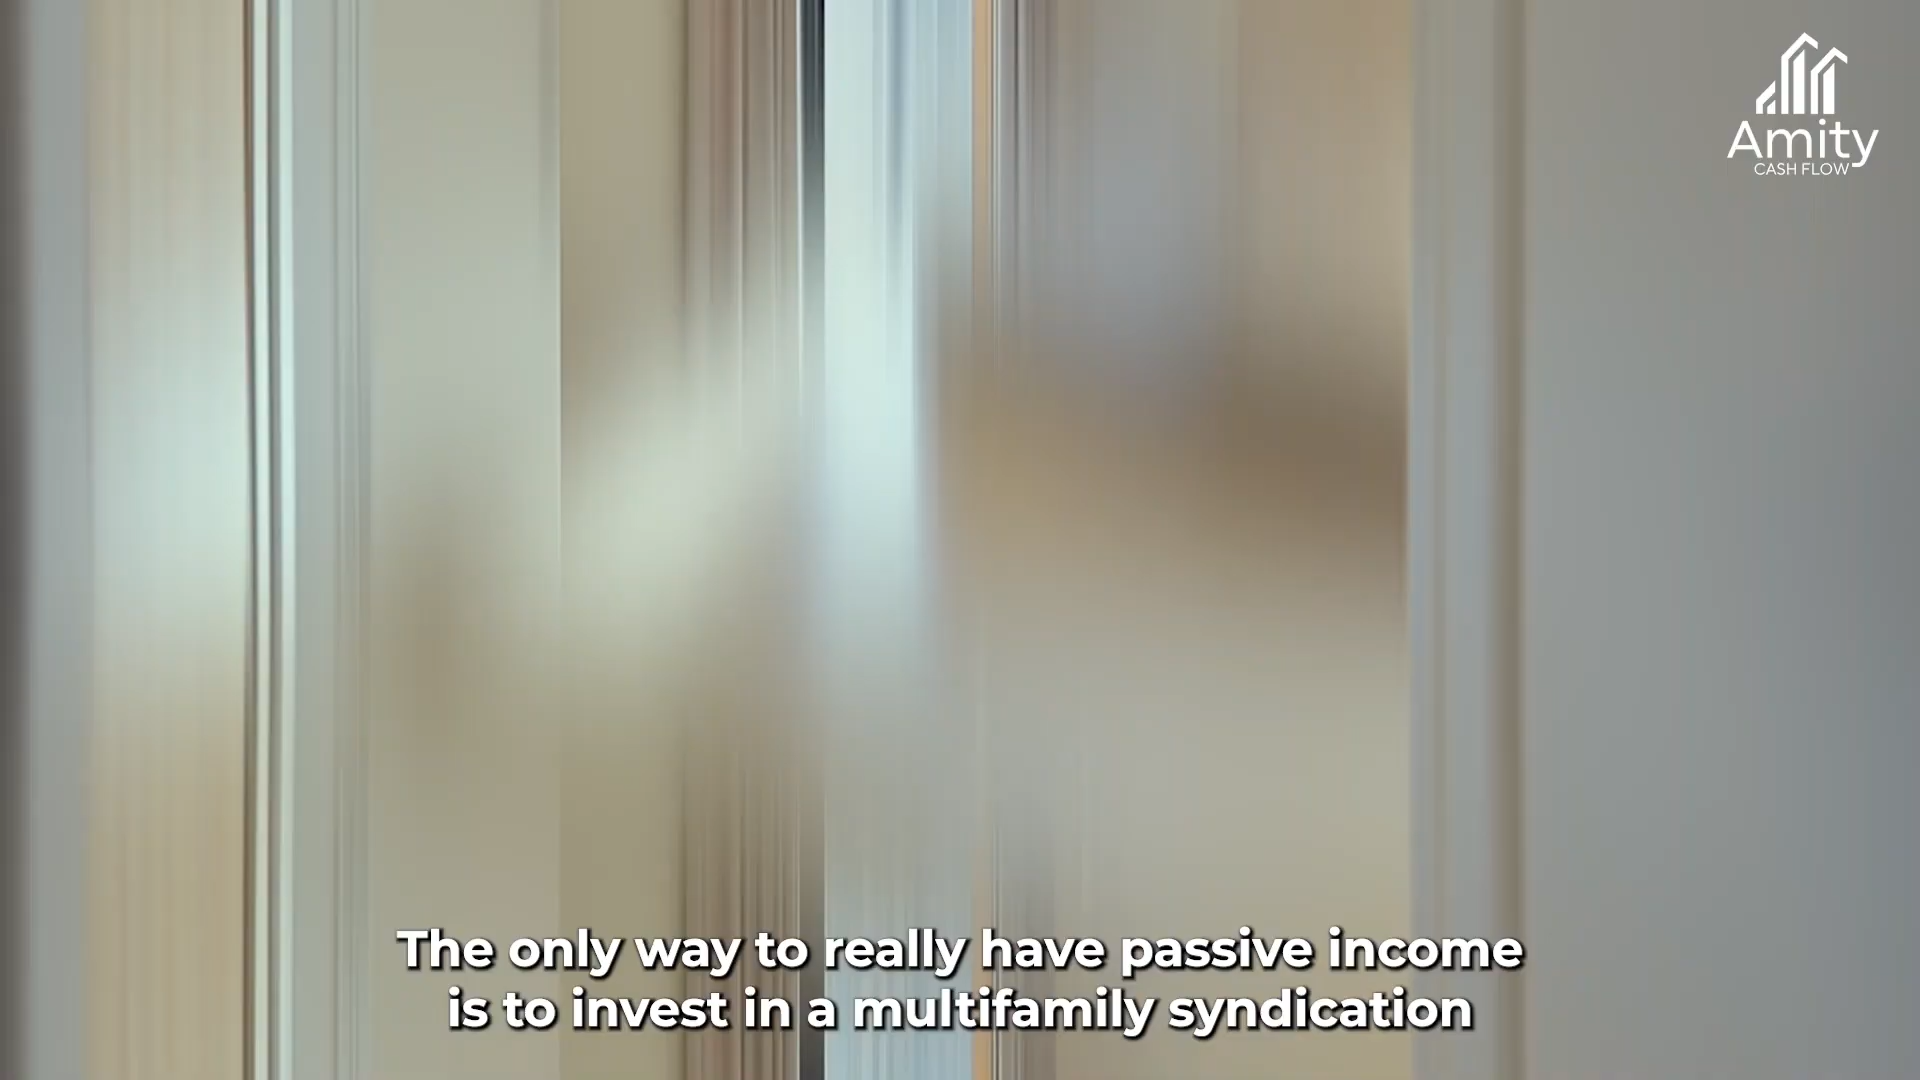 Amity
CASH FLOW
The only way to really have passive income
is to invest in a multifamily syndication